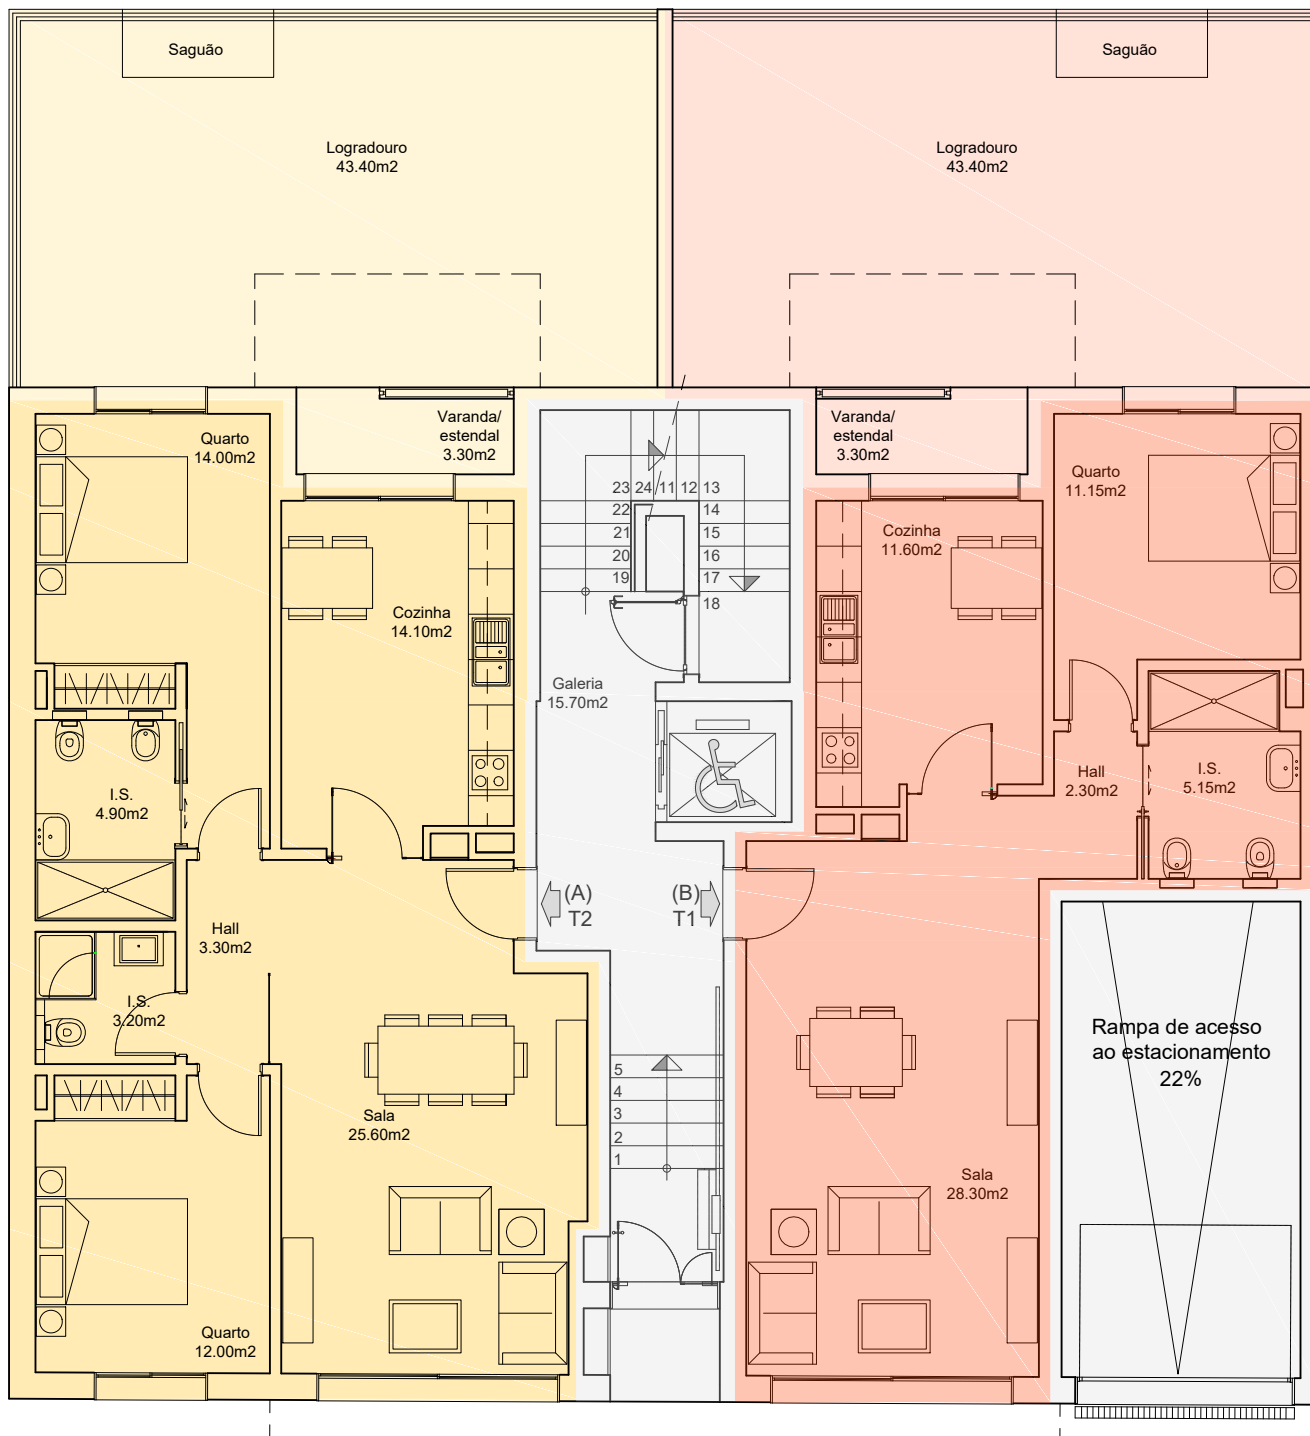 Saguão
Saguão
Logradouro
43.40m2
Logradouro
43.40m2
Quarto
14.00m2
Varanda/
estendal
3.30m2
Varanda/
estendal
3.30m2
Quarto
11.15m2
23 24 11 12 13
22 14
21 15
20 16
19 17
18
Cozinha
11.60m2
Cozinha
14.10m2
Galeria
15.70m2
I.S.
4.90m2
Hall
2.30m2
I.S.
5.15m2
(A)
T2
(B)
T1
Hall
3.30m2
I.S.
3.20m2
Rampa de acesso
ao estacionamento
22%
5
4
3
2
1
Sala
25.60m2
Sala
28.30m2
Quarto
12.00m2